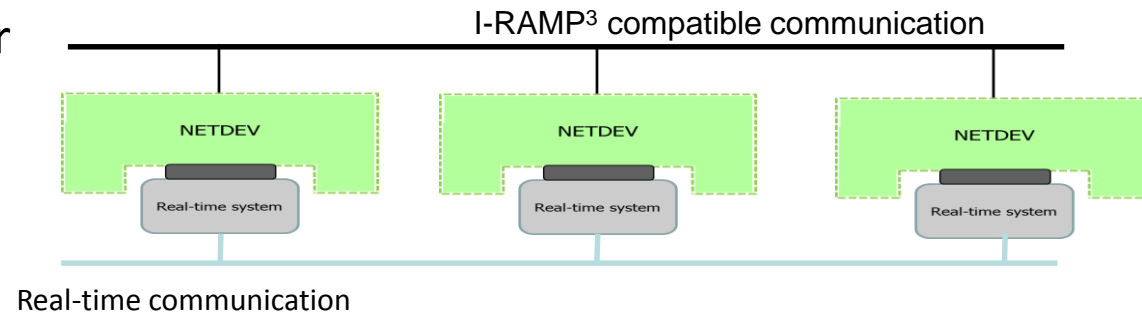 r
I-RAMP³ compatible communication
NETDEV
NETDEV
NETDEV
Real-time system
Real-time system
Real-time system
Real-time communication